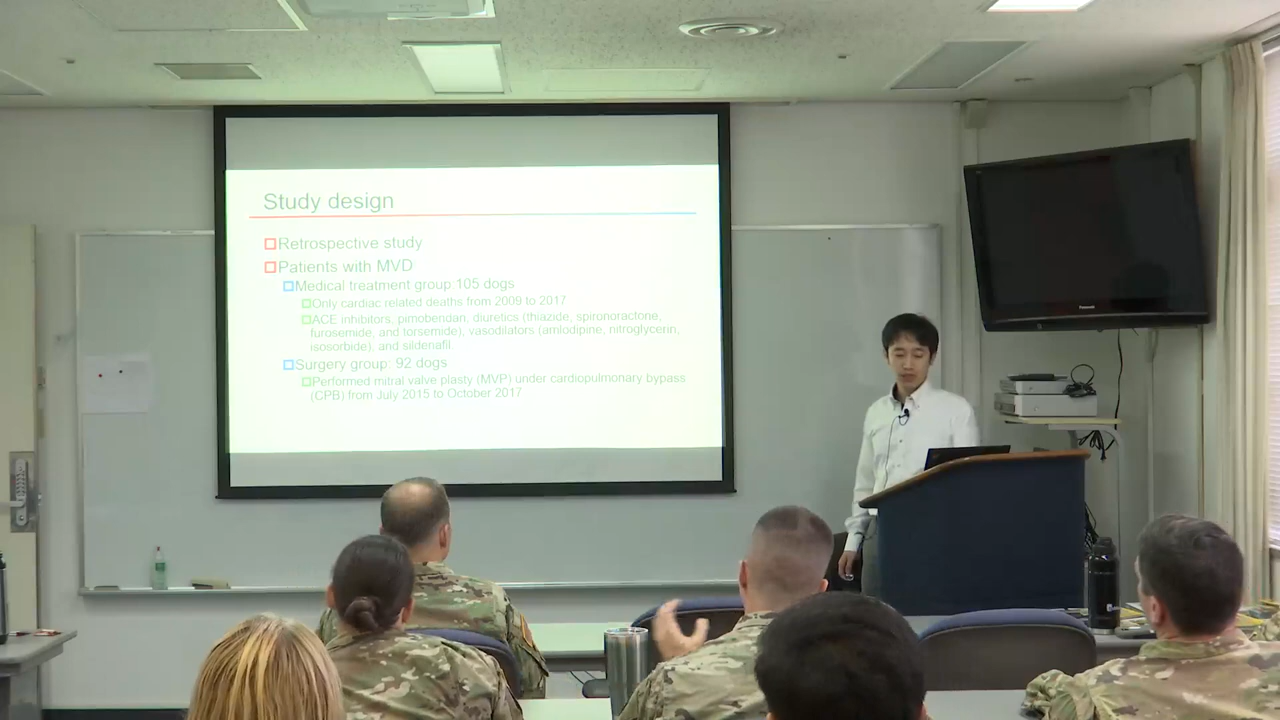 Study design
Retrospective study
Patients with MVD
Medical treatment group:105 dogs
Only cardiac related deaths from 2009 to 2017
ACE inhibitors, pimobendan, diuretics (thiazide, spironoractone,
furosemide, and torsemide), vasodilators (amlodipine, nitroglycerin,
isosorbide), and sildenafil.
Surgery group: 92 dogs
Performed mitral valve plasty (MVP) under cardiopulmonary bypass
(CPB) from July 2015 to October 2017
Panasonic